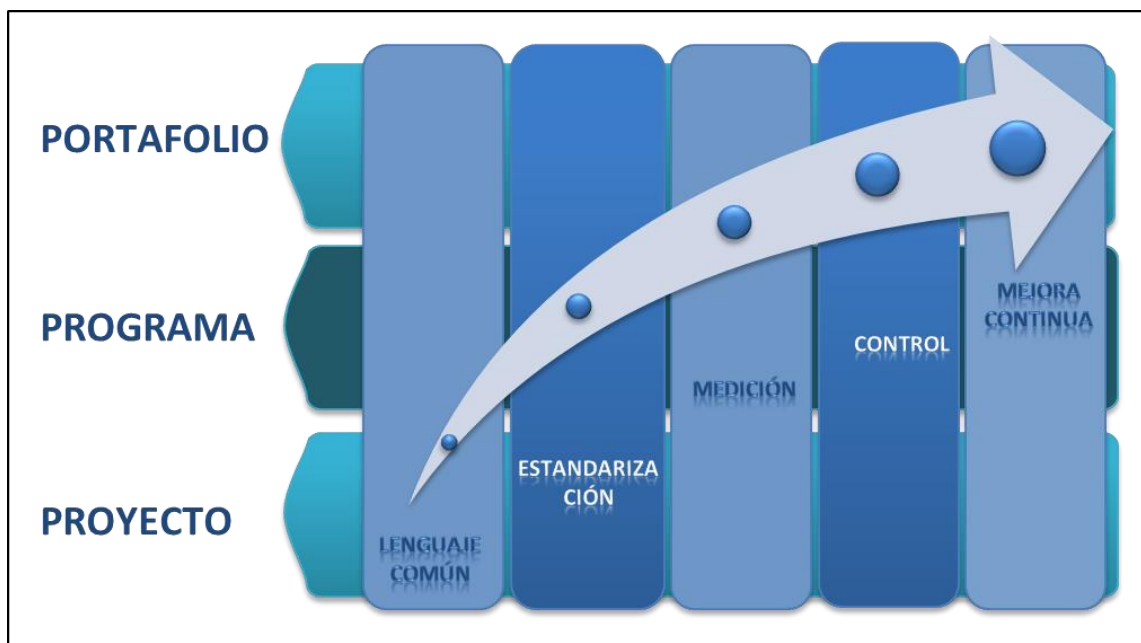 PORTAFOLIO
PROGRAMA
PROYECTO
LENGUAJE
COMÚN
ESTANDARIZA
CIÓN
MEDICIÓN
CONTROL
MEJORA
CONTINUA